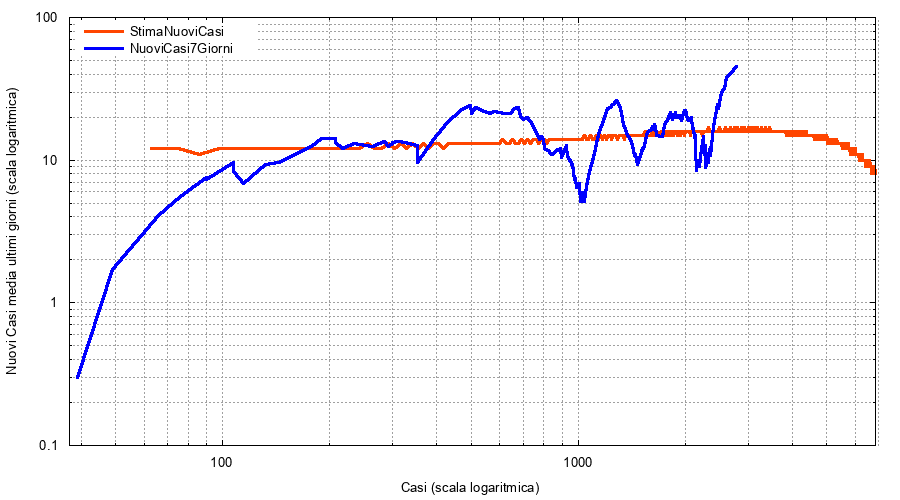 100
10
1
0.1
Nuovi Casi media ultimi giorni (scala logaritmica)
StimaNuoviCasi
NuoviCasi7Giorni
100
1000
Casi (scala logaritmica)